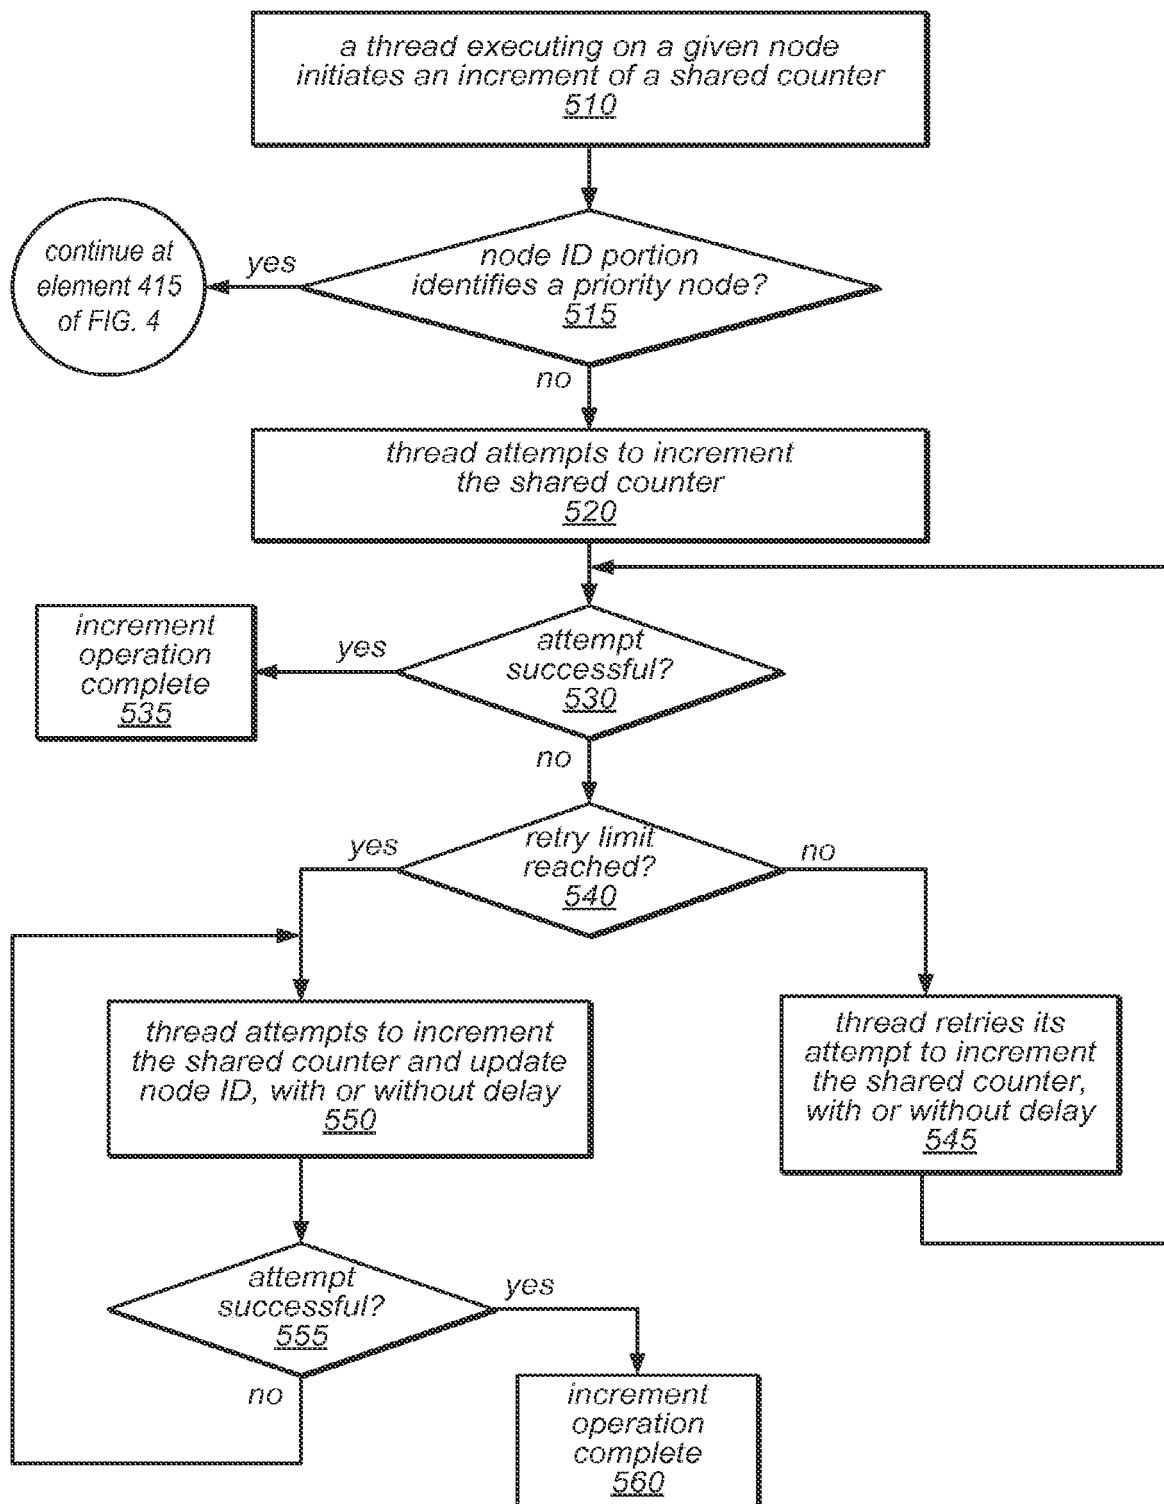 a thread executing on a given node
initiates an increment of a shared counter
510
continue at
element 415
of FIG. 4
yes
node ID portion
identifies a priority node?
515
no
thread attempts to increment
the shared counter
520
increment
operation
complete
535
yes
attempt
successful?
530
no
yes
retry limit
reached?
540
no
thread attempts to increment
the shared counter and update
node ID, with or without delay
550
thread retries its
attempt to increment
the shared counter,
with or without delay
545
attempt
successful?
555
yes
no
increment
operation
complete
560